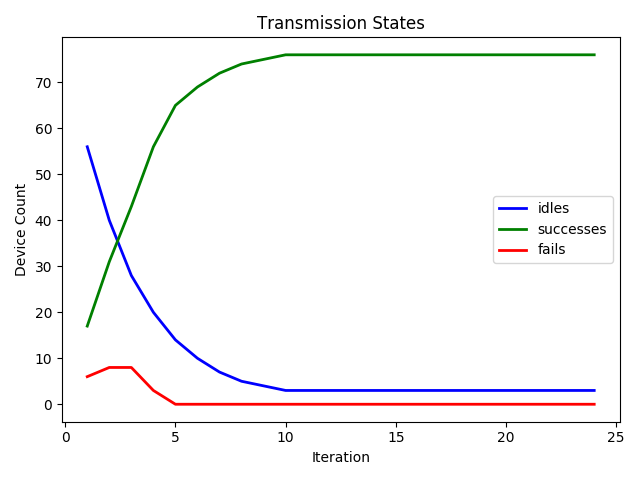 Transmission States
Device Count
70
60
50
40
30
20
10
0
idles
successes
fails
0 5 10 15 20 25
Iteration